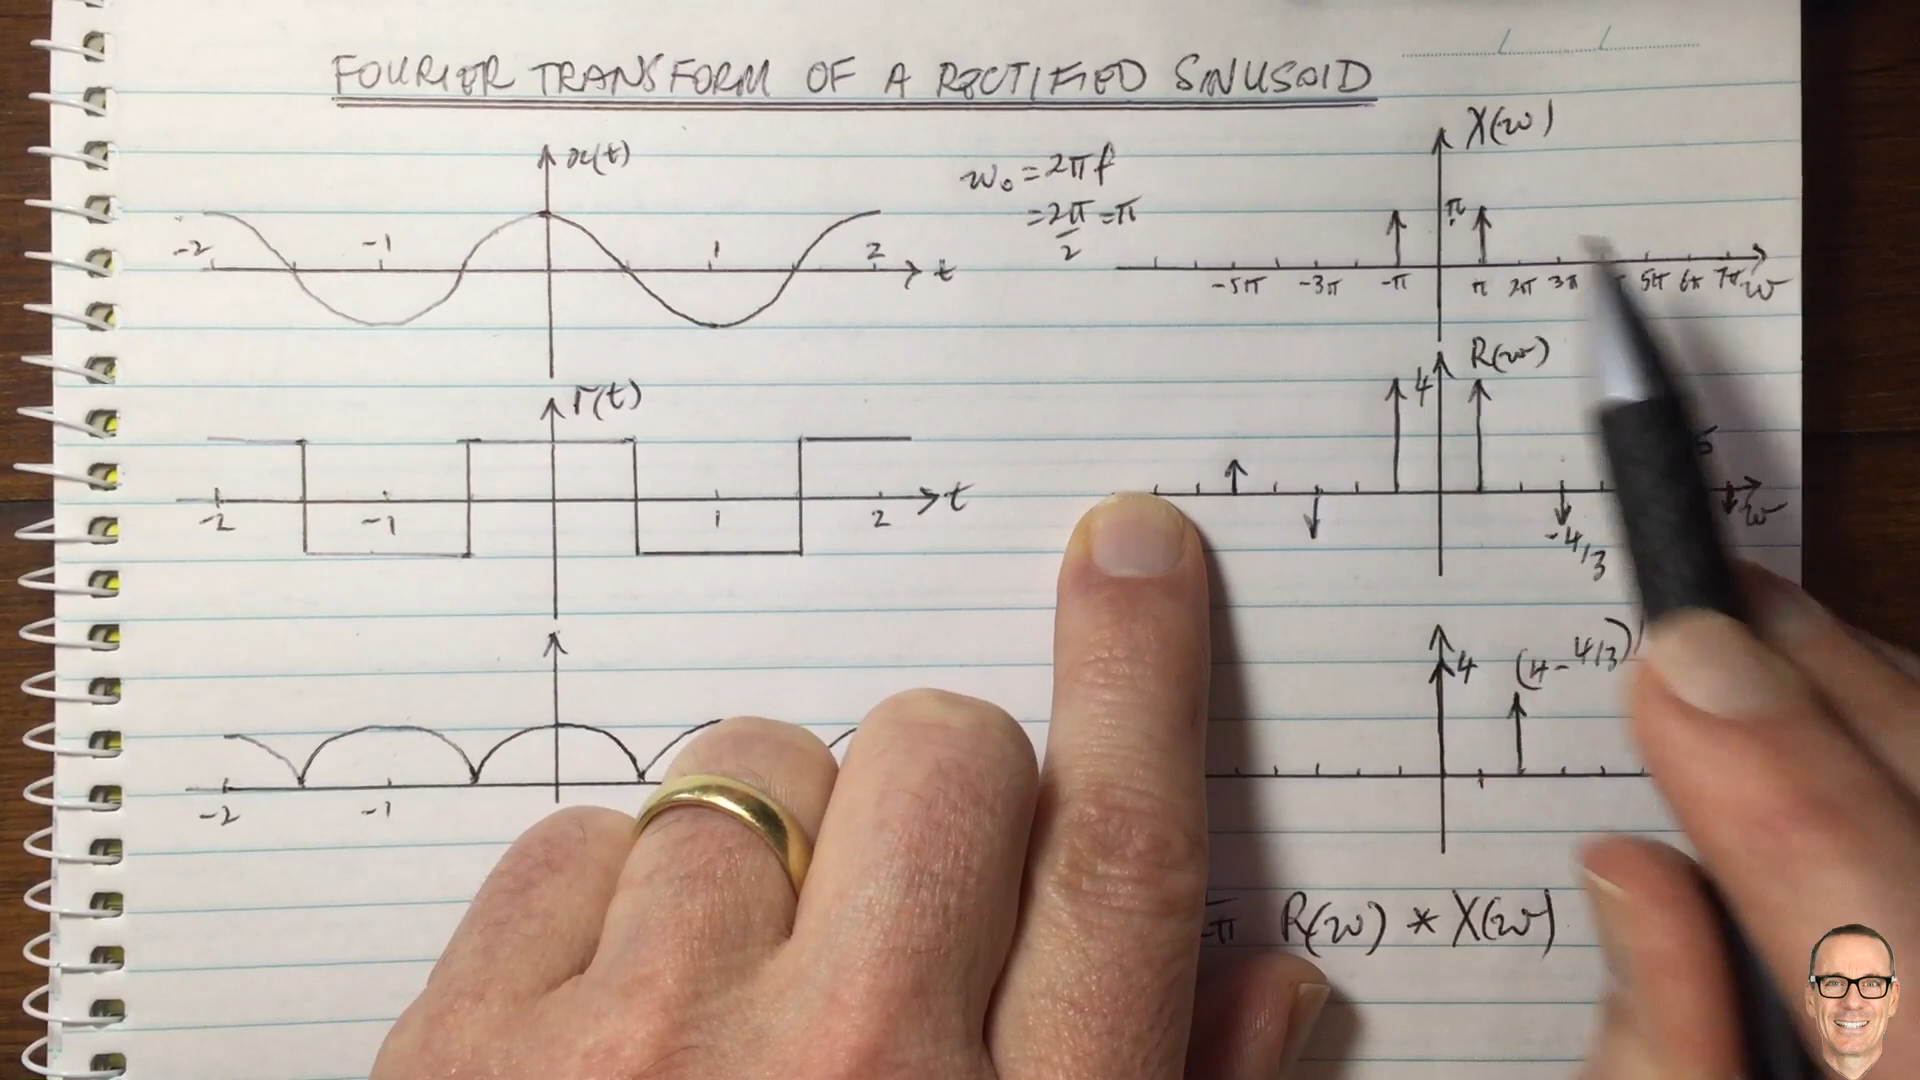 FOURIER TRANSFORM OF A RECTIFIED SINUSOID
x(t)
-2 -1 1 2 t
w₀ = 2πf
= 2π/2 = π
X(w)
π
-5π -3π -π π 2π 3π 5π 6π 7π w
r(t)
-2 -1 1 2 t
R(w)
4
-4/3
w
-2 -1
4 (4-4/3)
R(w) * X(w)